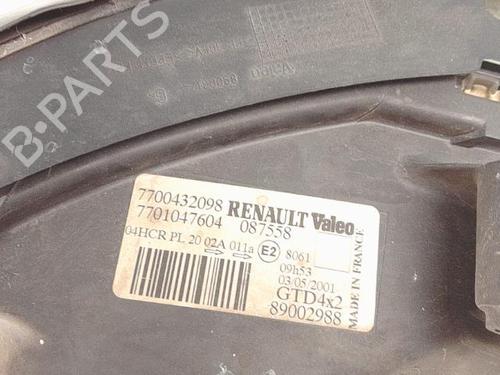 B-PARTS
7700432098 RENAULT Valeo
7701047604 087558
04HCR PL 20 02A 011a E2 8061
09h53
03/05/2001
GTD4x2
89002988
MADE IN FRANCE